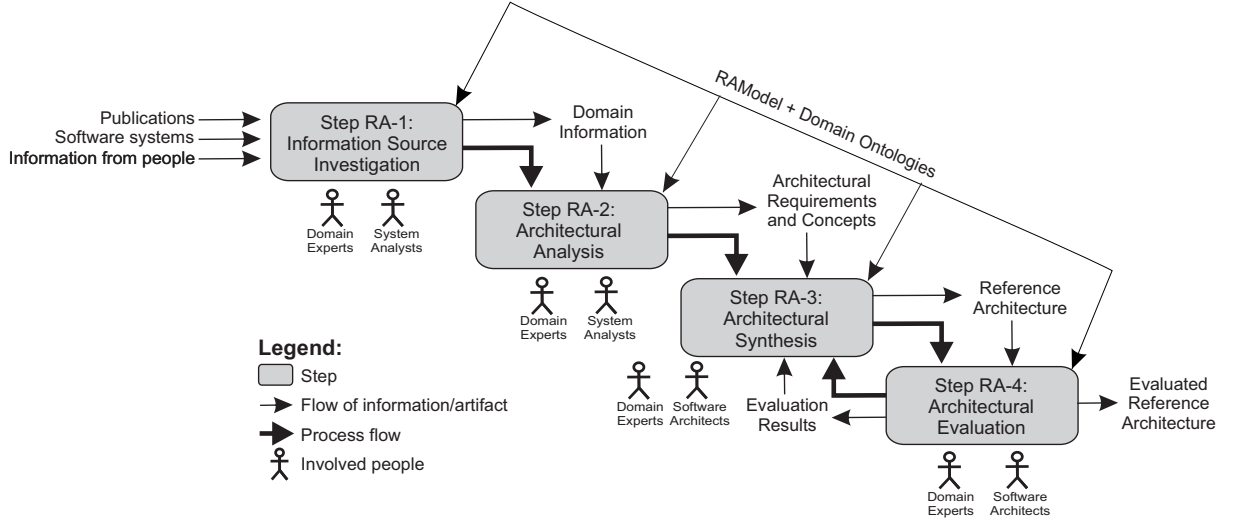 RAModel + Domain Ontologies
Publications
Software systems
Information from people
Step RA-1:
Information Source
Investigation
Domain
Information
Domain
Experts
System
Analysts
Step RA-2:
Architectural
Analysis
Architectural
Requirements
and Concepts
Domain
Experts
System
Analysts
Step RA-3:
Architectural
Synthesis
Reference
Architecture
Domain
Experts
Software
Architects
Evaluation
Results
Step RA-4:
Architectural
Evaluation
Evaluated
Reference
Architecture
Domain
Experts
Software
Architects
Legend:
Step
Flow of information/artifact
Process flow
Involved people